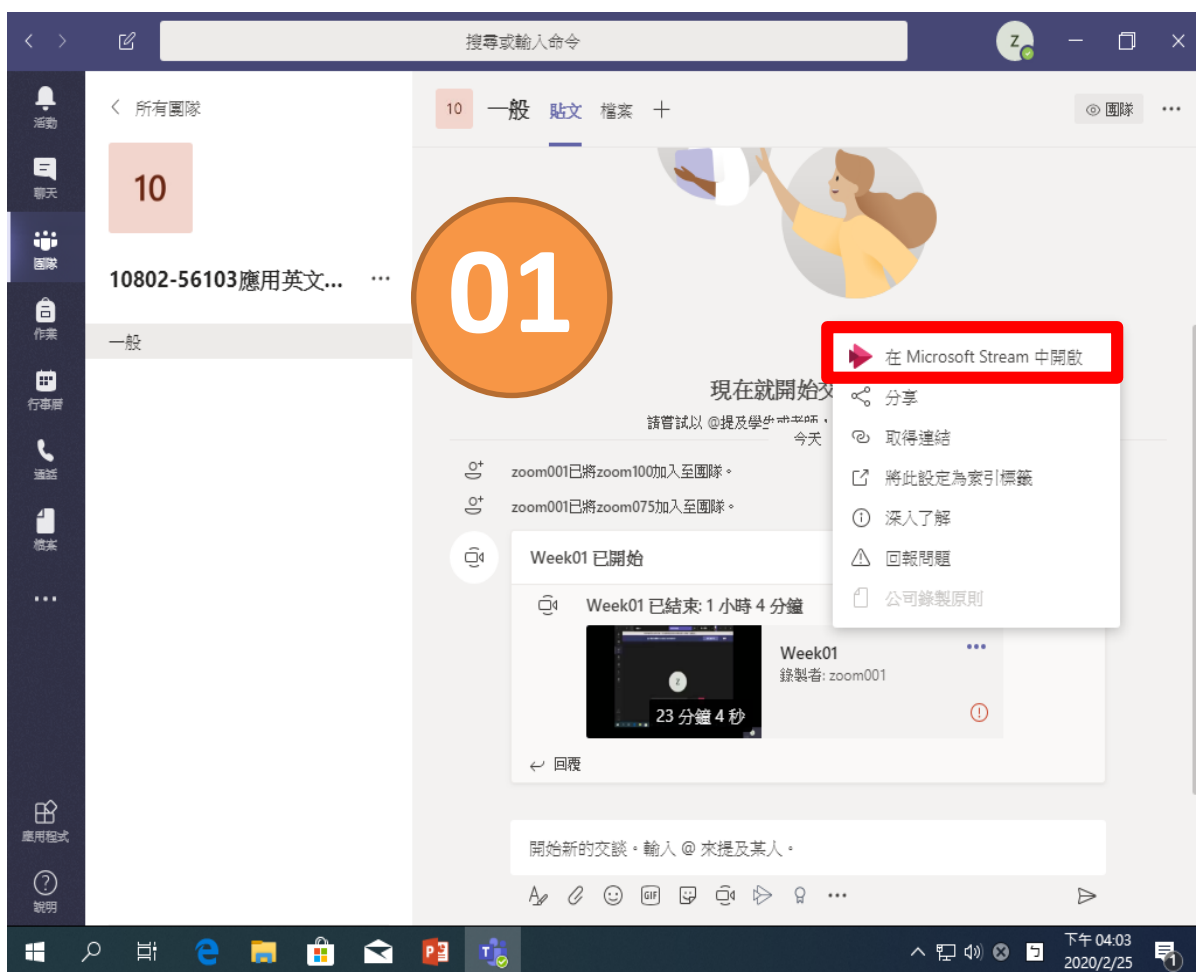 搜尋或輸入命令
Z
活動
聊天
團隊
作業
行事曆
通話
檔案
應用程式
說明
所有團隊
10
10802-56103應用英文... ...
一般
10 一般 貼文 檔案 +
團隊 ...
01
現在就開始交
請嘗試以 @提及學生或老師，
今天
zoom001已將zoom100加入至團隊。
zoom001已將zoom075加入至團隊。
Week01 已開始
Week01 已結束: 1 小時 4 分鐘
Z
23 分鐘 4 秒
Week01
錄製者: zoom001
回覆
在 Microsoft Stream 中開啟
分享
取得連結
將此設定為索引標籤
深入了解
回報問題
公司錄製原則
開始新的交談。輸入 @ 來提及某人。
GIF
下午 04:03
2020/2/25
1